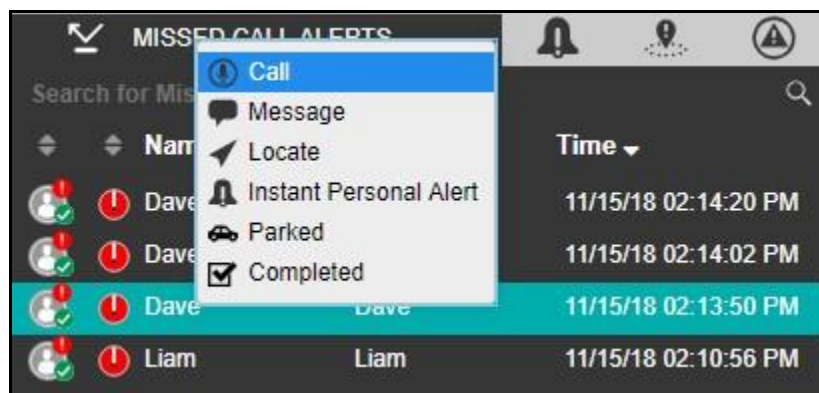 MISSED CALL ALERTS
Call
Search for Mis
Message
Nam
Time
Locate
Dave
Instant Personal Alert
11/15/18 02:14:20 PM
Dave
Parked
11/15/18 02:14:02 PM
Completed
Dave Dave 11/15/18 02:13:50 PM
Liam Liam 11/15/18 02:10:56 PM